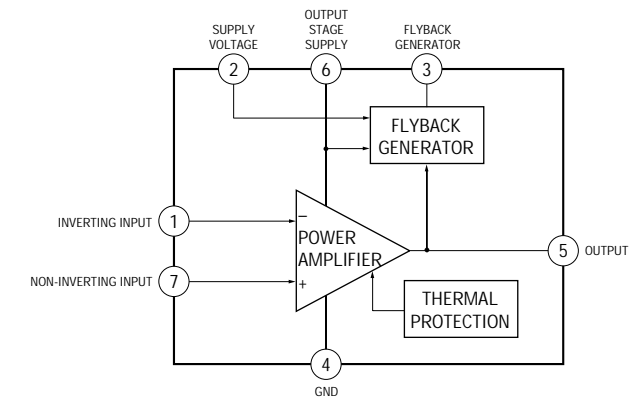 SUPPLY
VOLTAGE
OUTPUT
STAGE
SUPPLY
FLYBACK
GENERATOR
2
6
3
FLYBACK
GENERATOR
INVERTING INPUT
1
−
POWER
AMPLIFIER
+
5
OUTPUT
NON-INVERTING INPUT
7
THERMAL
PROTECTION
4
GND